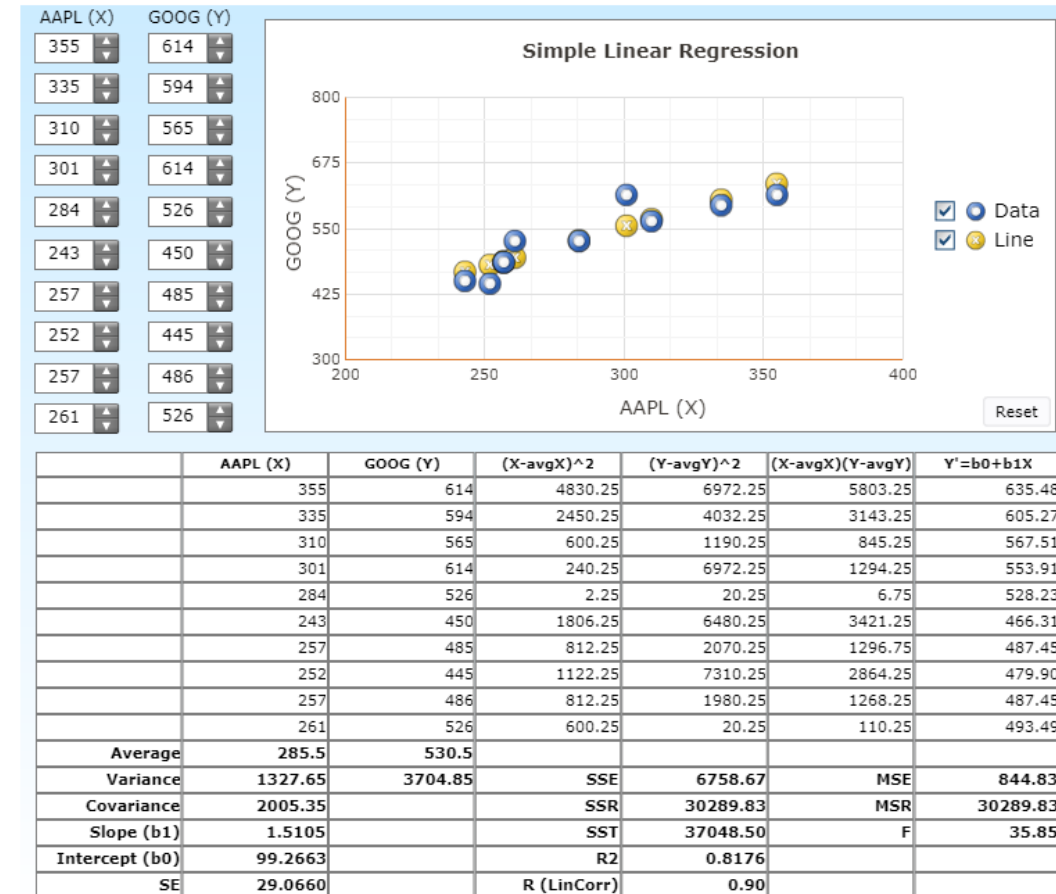 AAPL (X) GOOG (Y)
355 614
335 594
310 565
301 614
284 526
243 450
257 485
252 445
257 486
261 526
Simple Linear Regression
800
675
550
425
300
GOOG (Y)
200 250 300 350 400
AAPL (X)
Data
Line
Reset
AAPL (X) GOOG (Y) (X-avgX)^2 (Y-avgY)^2 (X-avgX)(Y-avgY) Y'=b0+b1X
355 614 4830.25 6972.25 5803.25 635.48
335 594 2450.25 4032.25 3143.25 605.27
310 565 600.25 1190.25 845.25 567.51
301 614 240.25 6972.25 1294.25 553.91
284 526 2.25 20.25 6.75 528.23
243 450 1806.25 6480.25 3421.25 466.31
257 485 812.25 2070.25 1296.75 487.45
252 445 1122.25 7310.25 2864.25 479.90
257 486 812.25 1980.25 1268.25 487.45
261 526 600.25 20.25 110.25 493.49
Average 285.5 530.5
Variance 1327.65 3704.85 SSE 6758.67 MSE 844.83
Covariance 2005.35 SSR 30289.83 MSR 30289.83
Slope (b1) 1.5105 SST 37048.50 F 35.85
Intercept (b0) 99.2663 R2 0.8176
SE 29.0660 R (LinCorr) 0.90